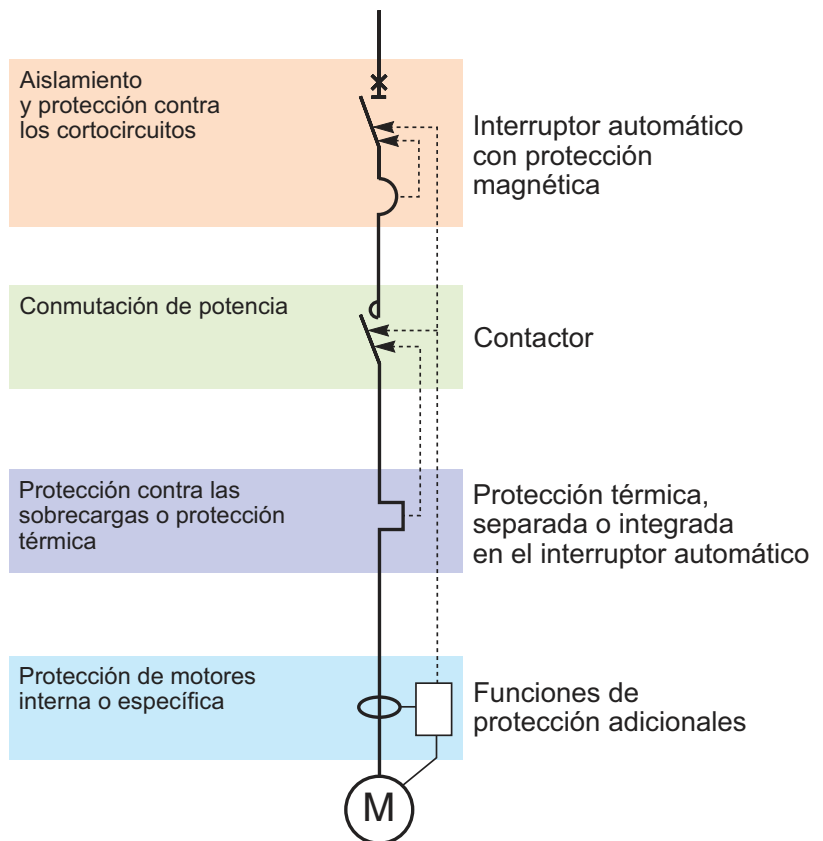 Aislamiento
y protección contra
los cortocircuitos
Interruptor automático
con protección
magnética
Conmutación de potencia
Contactor
Protección contra las
sobrecargas o protección
térmica
Protección térmica,
separada o integrada
en el interruptor automático
Protección de motores
interna o específica
Funciones de
protección adicionales
M